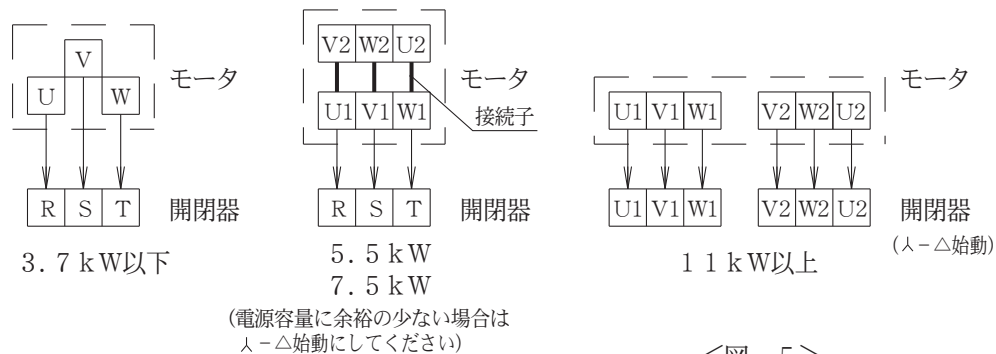 V
U W
モータ
R S T
開閉器
3.7kW以下
V2 W2 U2
モータ
U1 V1 W1
接続子
R S T
開閉器
5.5kW
7.5kW
(電源容量に余裕の少ない場合は
人-△始動にしてください)
モータ
U1 V1 W1 V2 W2 U2
U1 V1 W1 V2 W2 U2
開閉器
(人-△始動)
11kW以上